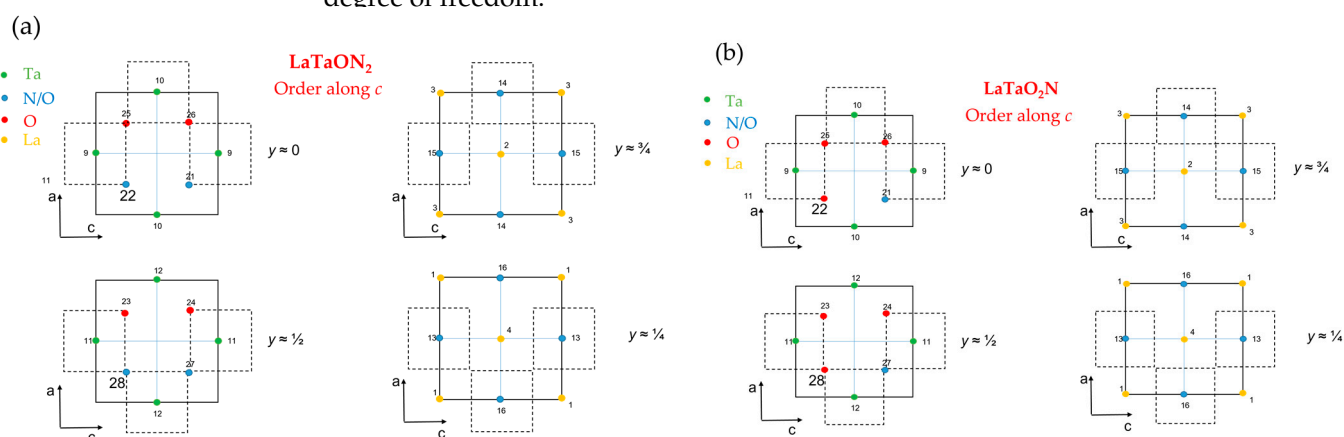 degree of freedom.
(a)
Ta
N/O
O
La
LaTaON2
Order along c
10
25
26
9
9
11
22
21
10
y ≈ 0
a
c
3
14
3
15
2
15
3
14
3
y ≈ ¾
a
c
12
23
24
11
11
28
27
12
y ≈ ½
a
c
1
16
1
13
4
13
1
16
1
y ≈ ¼
a
c
(b)
Ta
N/O
O
La
LaTaO2N
Order along c
10
25
26
9
9
11
22
21
10
y ≈ 0
a
c
3
14
3
15
2
15
3
14
3
y ≈ ¾
a
c
12
23
24
11
11
28
27
12
y ≈ ½
a
c
1
16
1
13
4
13
1
16
1
y ≈ ¼
a
c